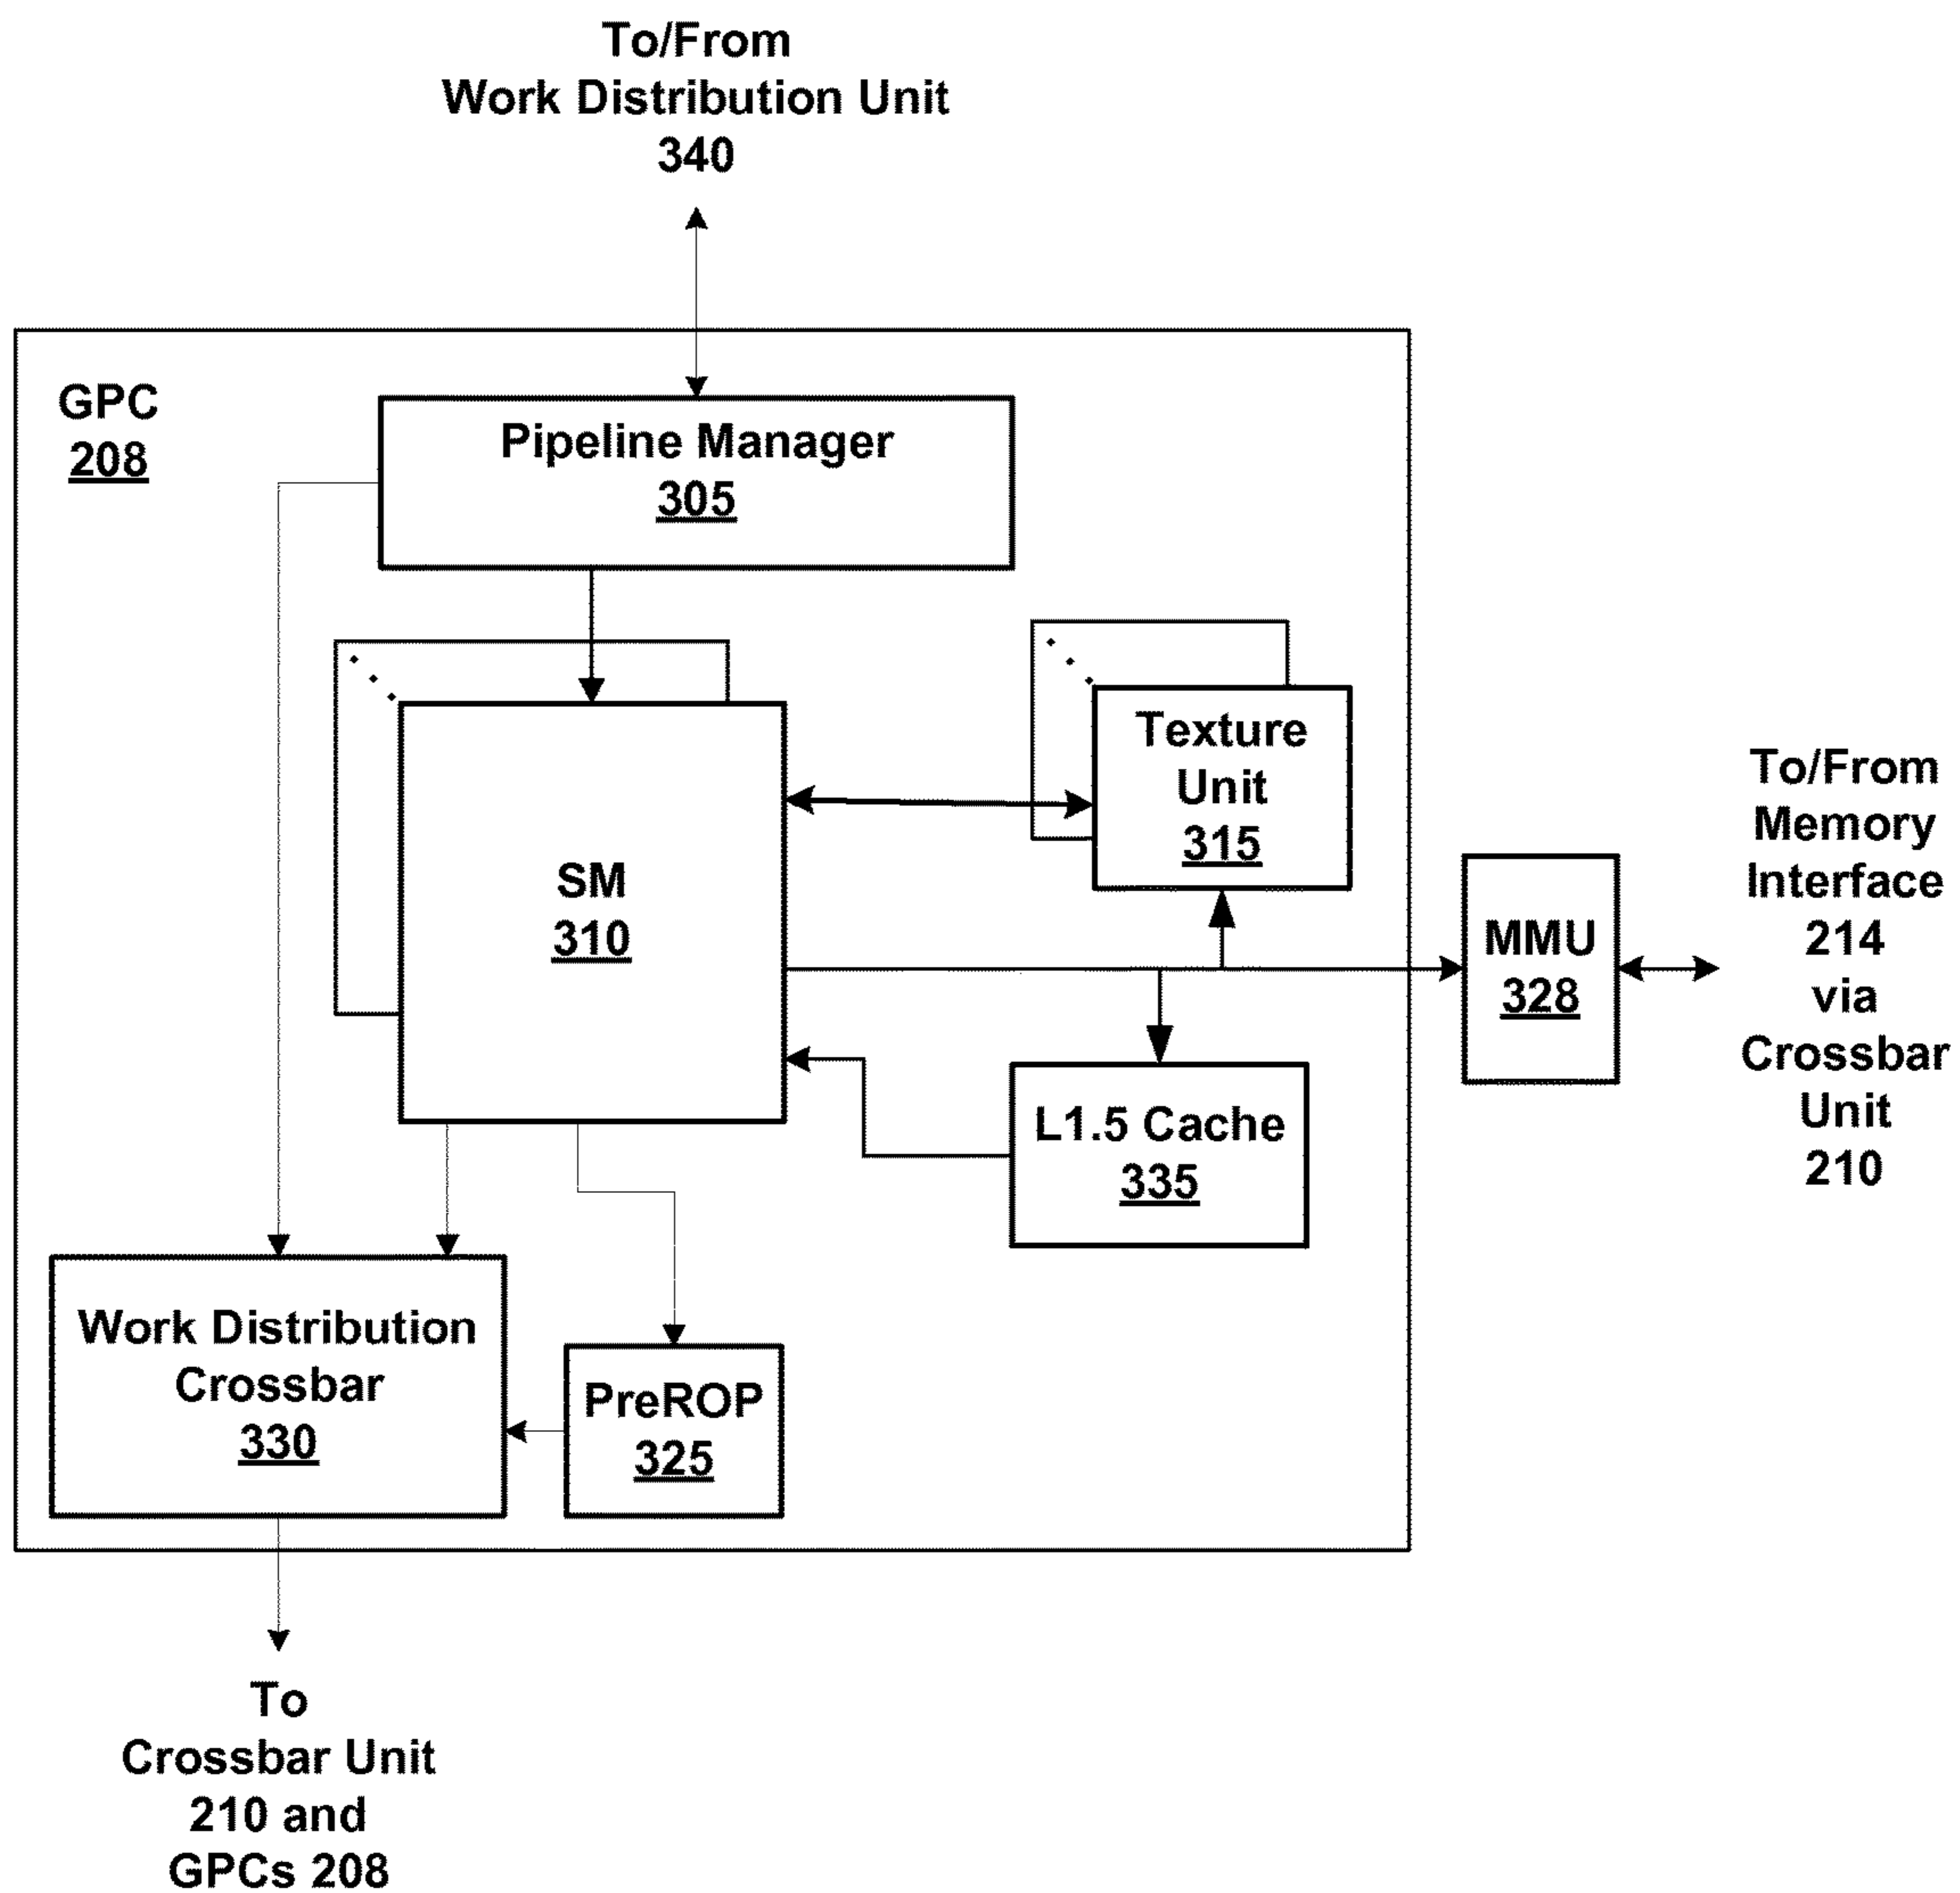 To/From
Work Distribution Unit
340
GPC
208
Pipeline Manager
305
Texture
Unit
315
SM
310
To/From
Memory
Interface
214
via
Crossbar
Unit
210
MMU
328
L1.5 Cache
335
Work Distribution
Crossbar
330
PreROP
325
To
Crossbar Unit
210 and
GPCs 208